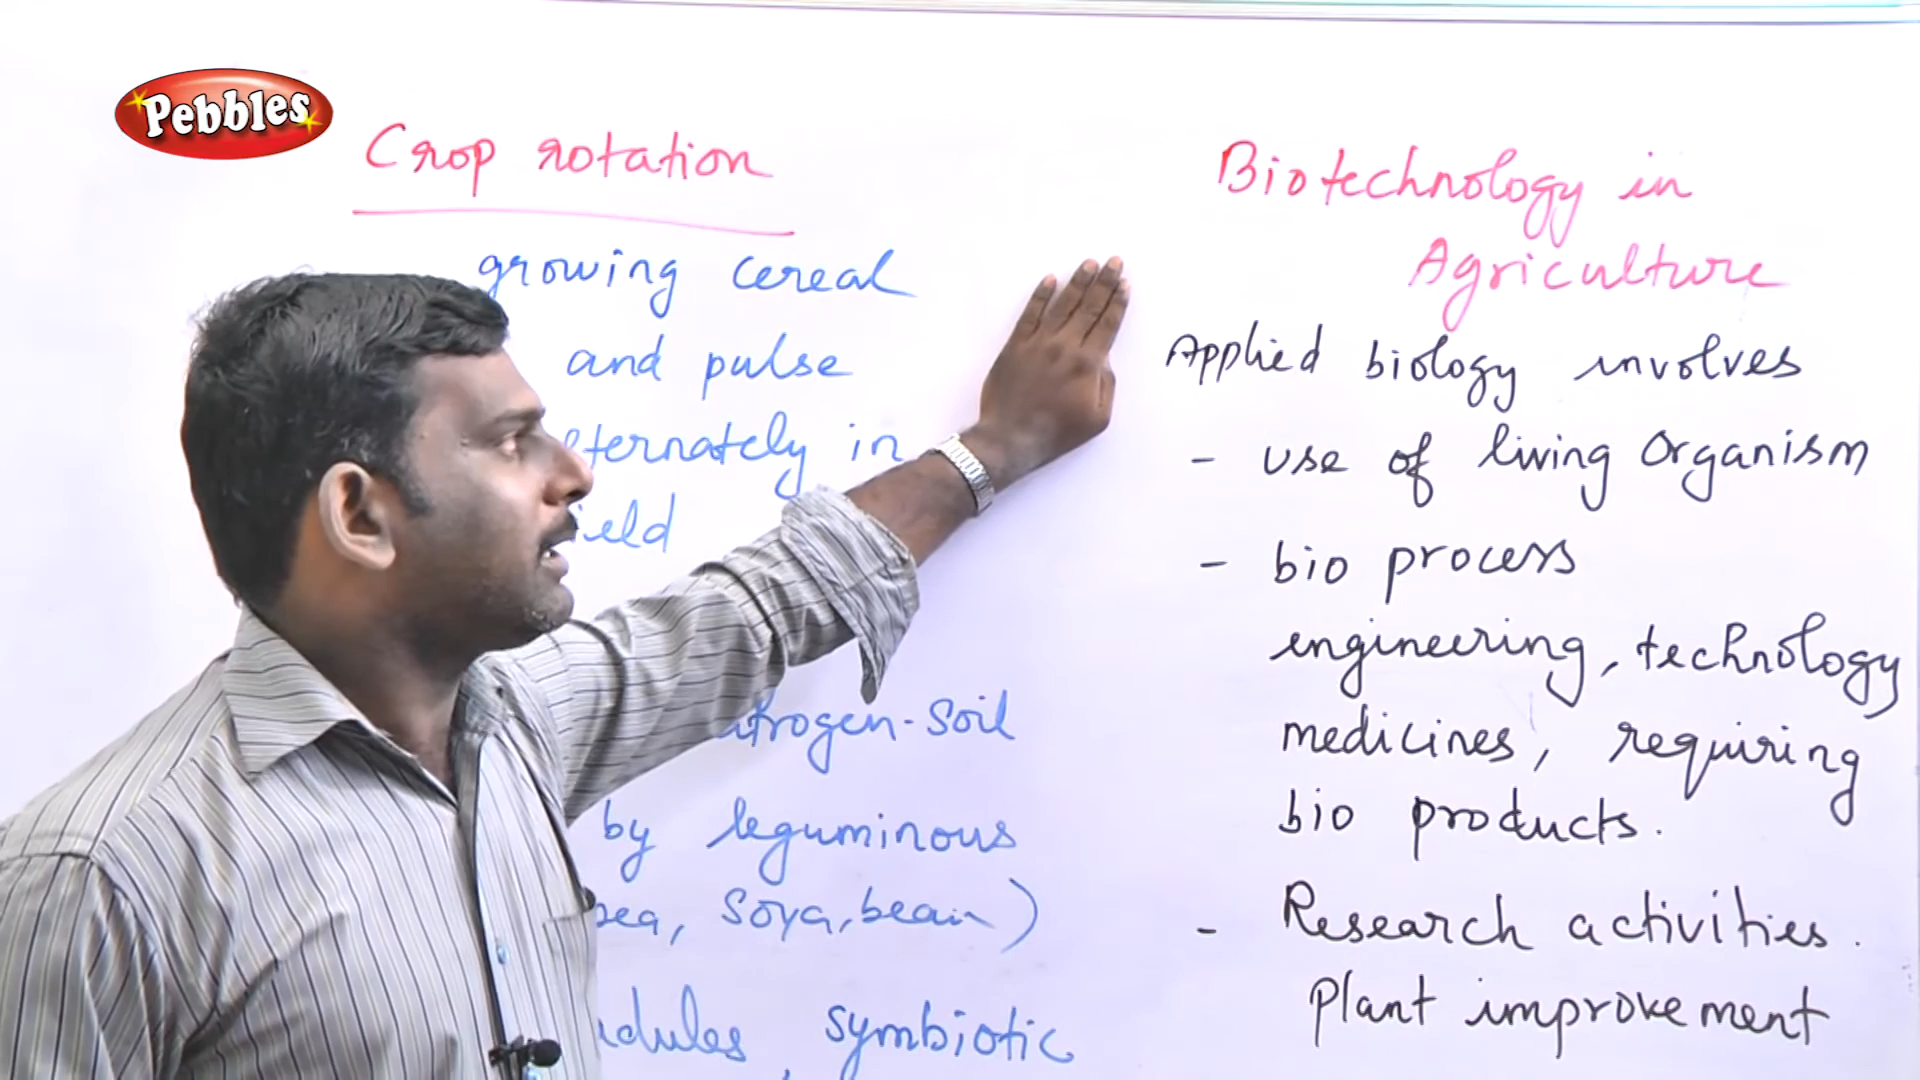 Pebbles
Crop rotation
growing cereal
and pulse
in
by leguminous
soya, bean)
symbiotic
Biotechnology in
Agriculture
Applied biology involves
- use of living organism
- bio process
engineering, technology
medicines, requiring
bio products.
- Research activities.
Plant improvement